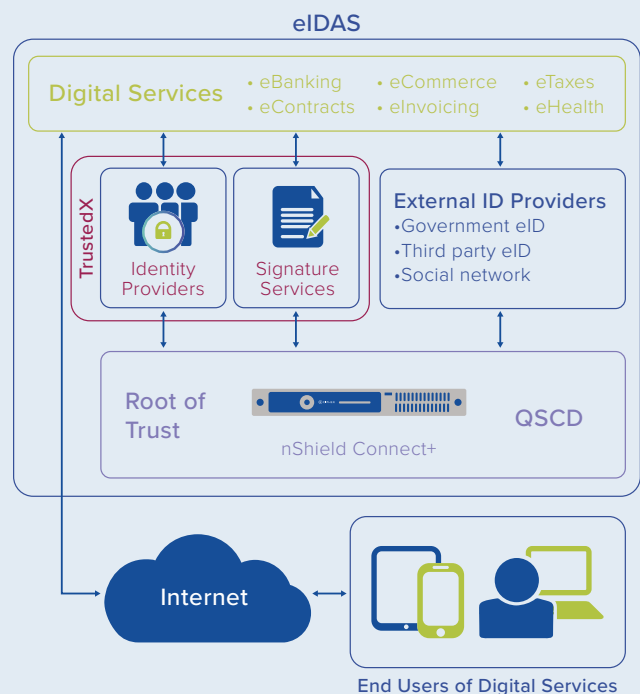 eIDAS
Digital Services
• eBanking
• eCommerce
• eTaxes
• eContracts
• eInvoicing
• eHealth
TrustedX
Identity
Providers
Signature
Services
External ID Providers
•Government eID
•Third party eID
•Social network
Root of
Trust
QSCD
nShield Connect+
Internet
End Users of Digital Services